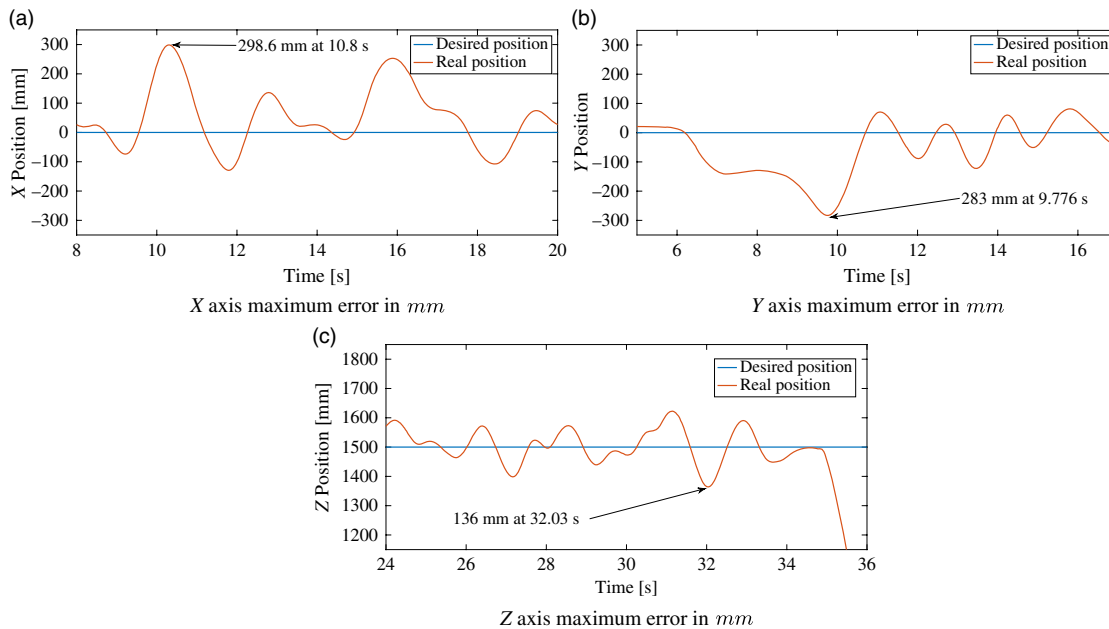 (a)
300
200
100
0
−100
−200
−300
X Position [mm]
298.6 mm at 10.8 s
Desired position
Real position
8
10
12
14
16
18
20
Time [s]
X axis maximum error in mm
(b)
300
200
100
0
−100
−200
−300
Y Position
Desired position
Real position
283 mm at 9.776 s
6
8
10
12
14
16
Time [s]
Y axis maximum error in mm
(c)
1800
1700
1600
1500
1400
1300
1200
Z Position [mm]
Desired position
Real position
136 mm at 32.03 s
24
26
28
30
32
34
36
Time [s]
Z axis maximum error in mm